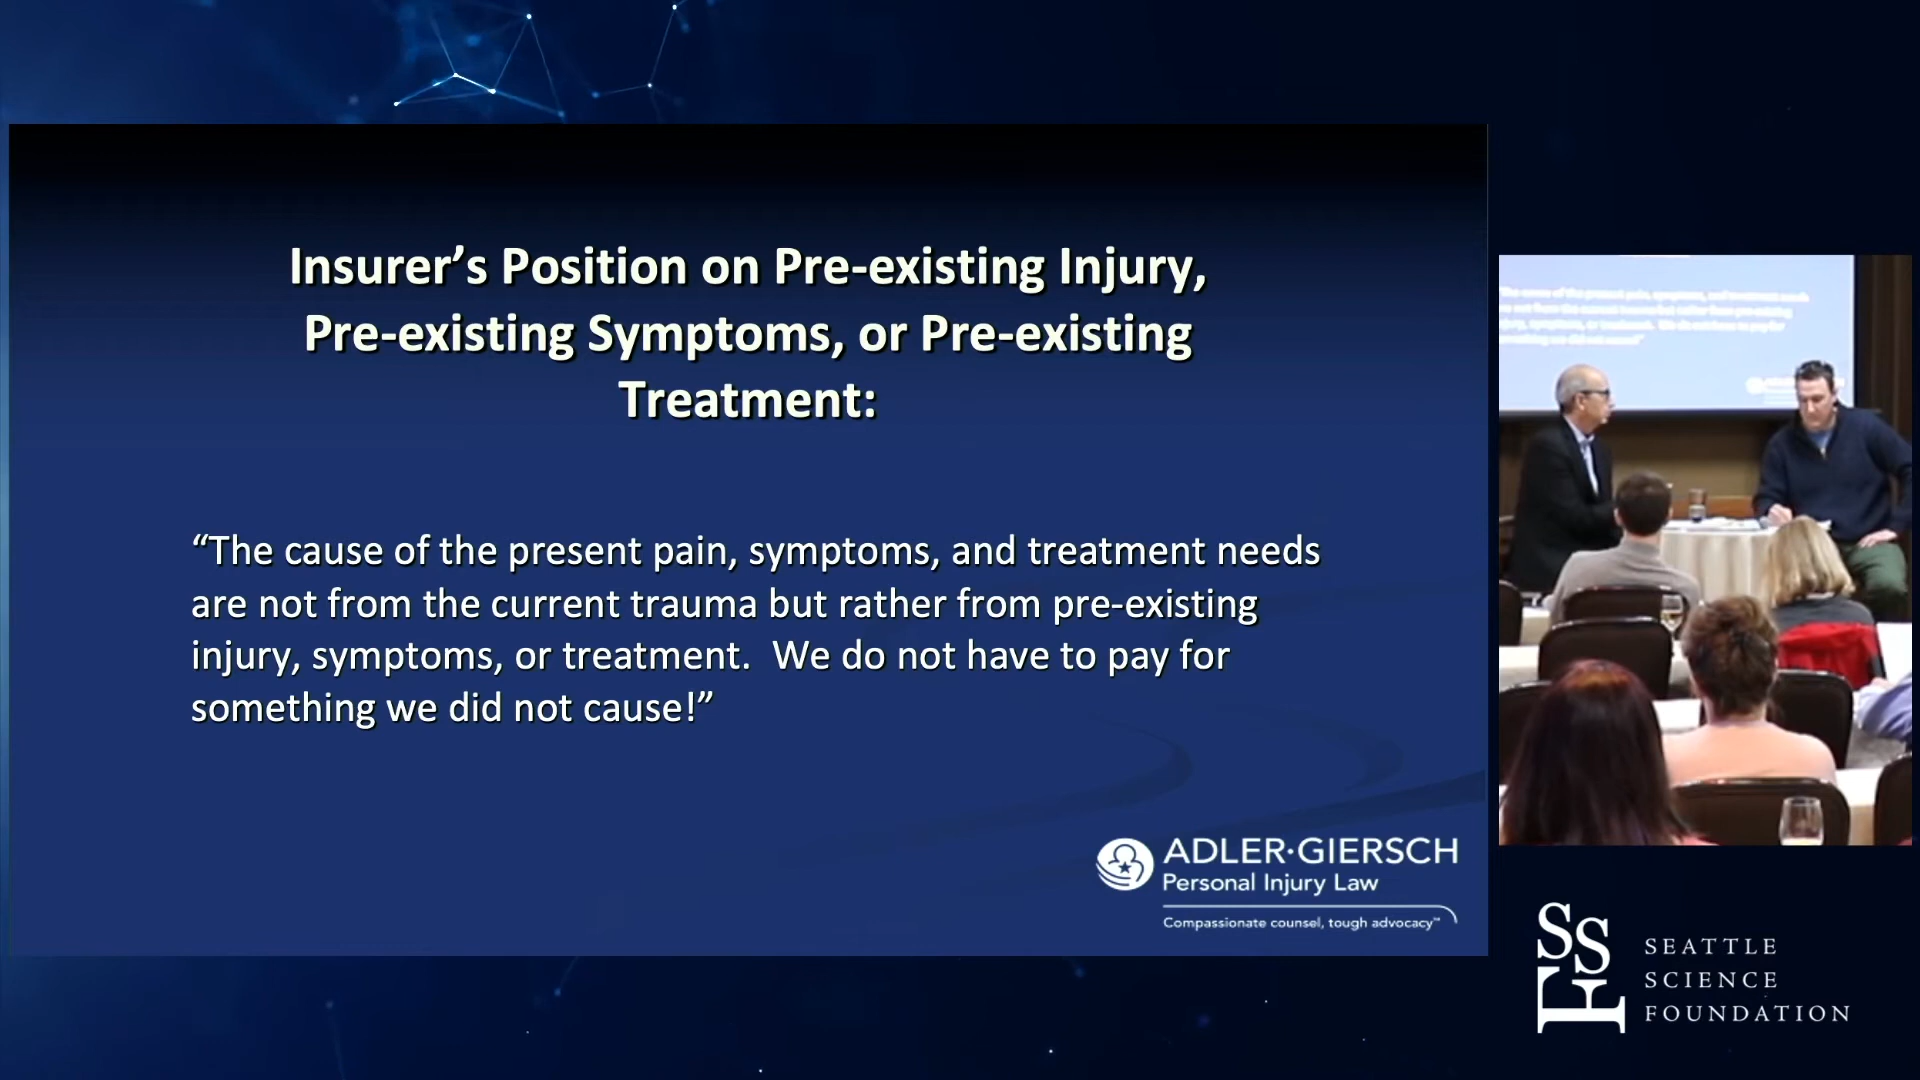 Insurer’s Position on Pre-existing Injury,
Pre-existing Symptoms, or Pre-existing
Treatment:
“The cause of the present pain, symptoms, and treatment needs
are not from the current trauma but rather from pre-existing
injury, symptoms, or treatment.  We do not have to pay for
something we did not cause!”
ADLER·GIERSCH
Personal Injury Law
Compassionate counsel, tough advocacy™
SSF
SEATTLE
SCIENCE
FOUNDATION